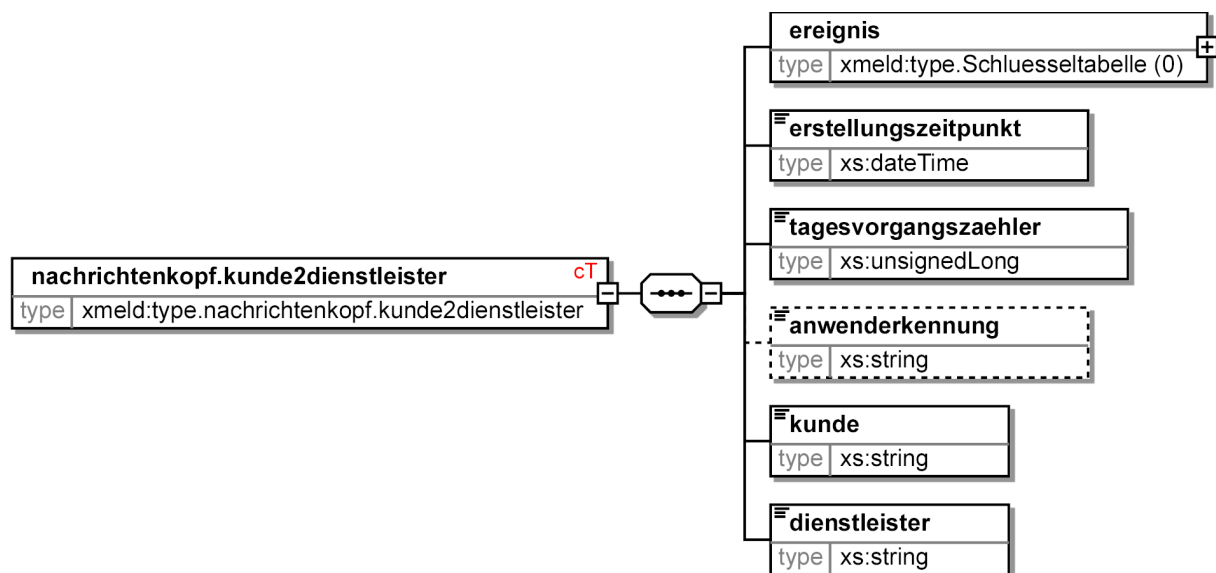 ereignis
type xmeld:type.Schluesseltabelle (0)
erstellungszeitpunkt
type xs:dateTime
tagesvorgangszaehler
type xs:unsignedLong
nachrichtenkopf.kunde2dienstleister cT
type xmeld:type.nachrichtenkopf.kunde2dienstleister
anwenderkennung
type xs:string
kunde
type xs:string
dienstleister
type xs:string